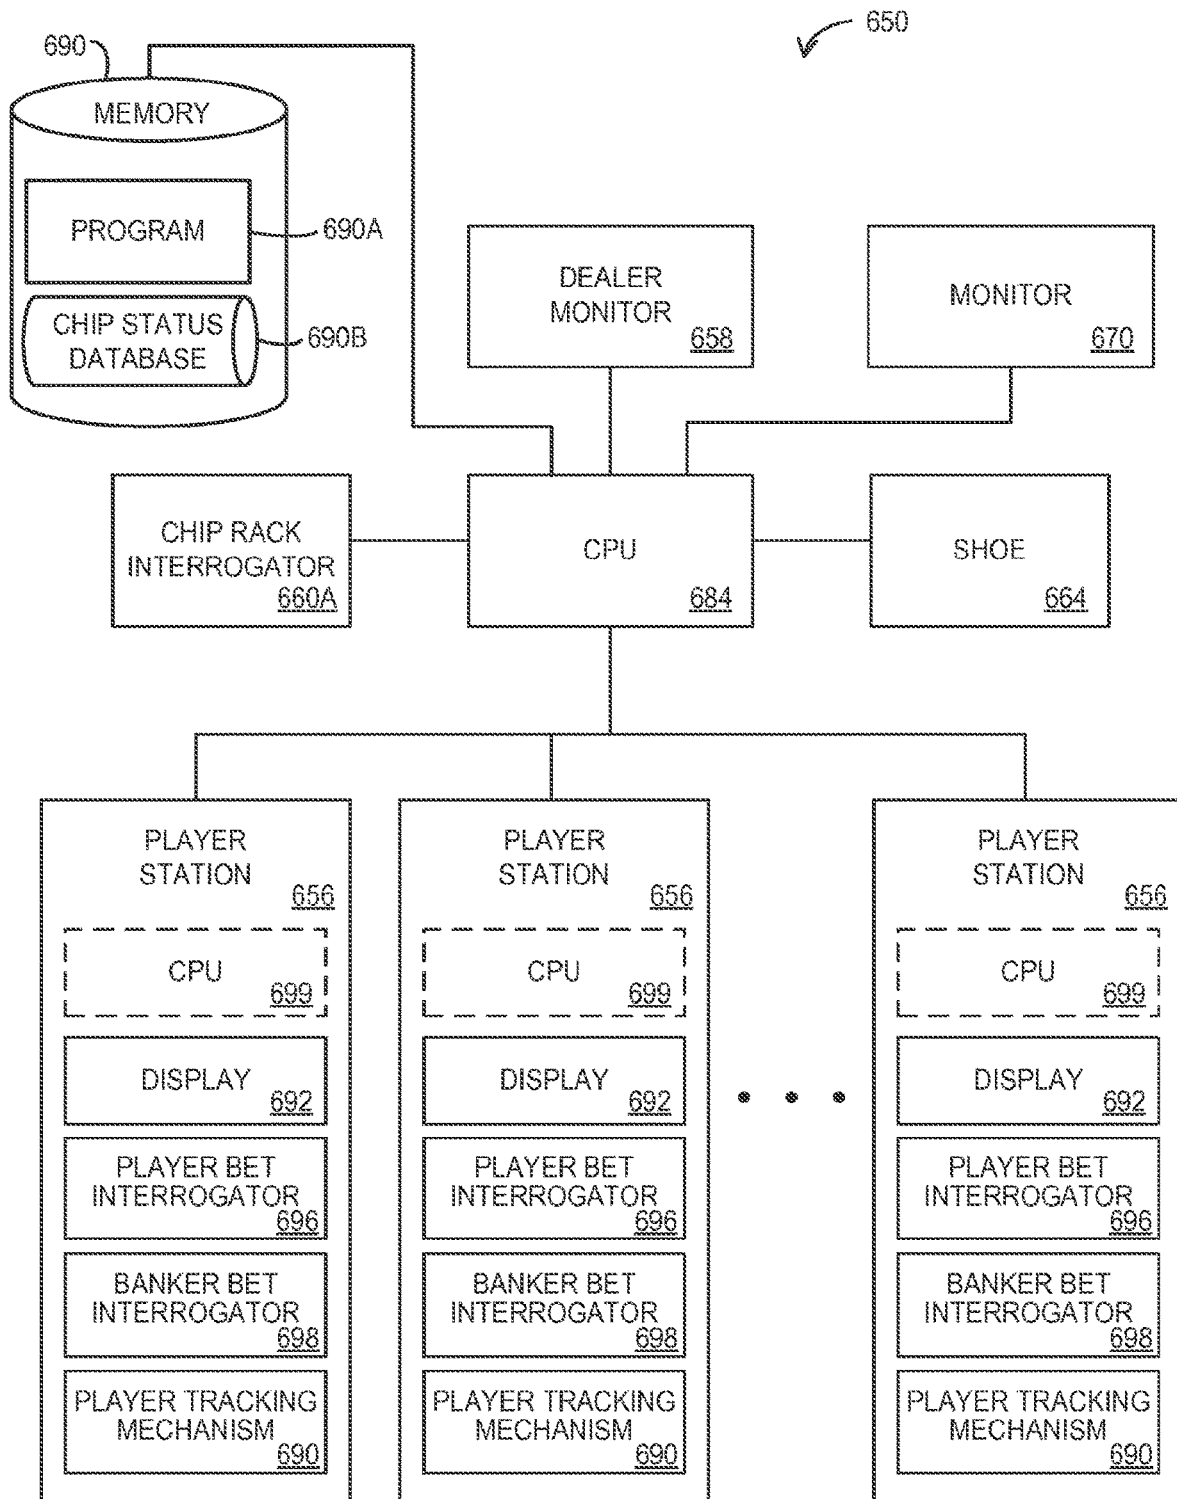 650
690
MEMORY
PROGRAM
690A
CHIP STATUS
DATABASE
690B
DEALER
MONITOR
658
MONITOR
670
CHIP RACK
INTERROGATOR
660A
CPU
684
SHOE
664
PLAYER
STATION
656
CPU
699
DISPLAY
692
PLAYER BET
INTERROGATOR
696
BANKER BET
INTERROGATOR
698
PLAYER TRACKING
MECHANISM
690
PLAYER
STATION
656
CPU
699
DISPLAY
692
PLAYER BET
INTERROGATOR
696
BANKER BET
INTERROGATOR
698
PLAYER TRACKING
MECHANISM
690
PLAYER
STATION
656
CPU
699
DISPLAY
692
PLAYER BET
INTERROGATOR
696
BANKER BET
INTERROGATOR
698
PLAYER TRACKING
MECHANISM
690